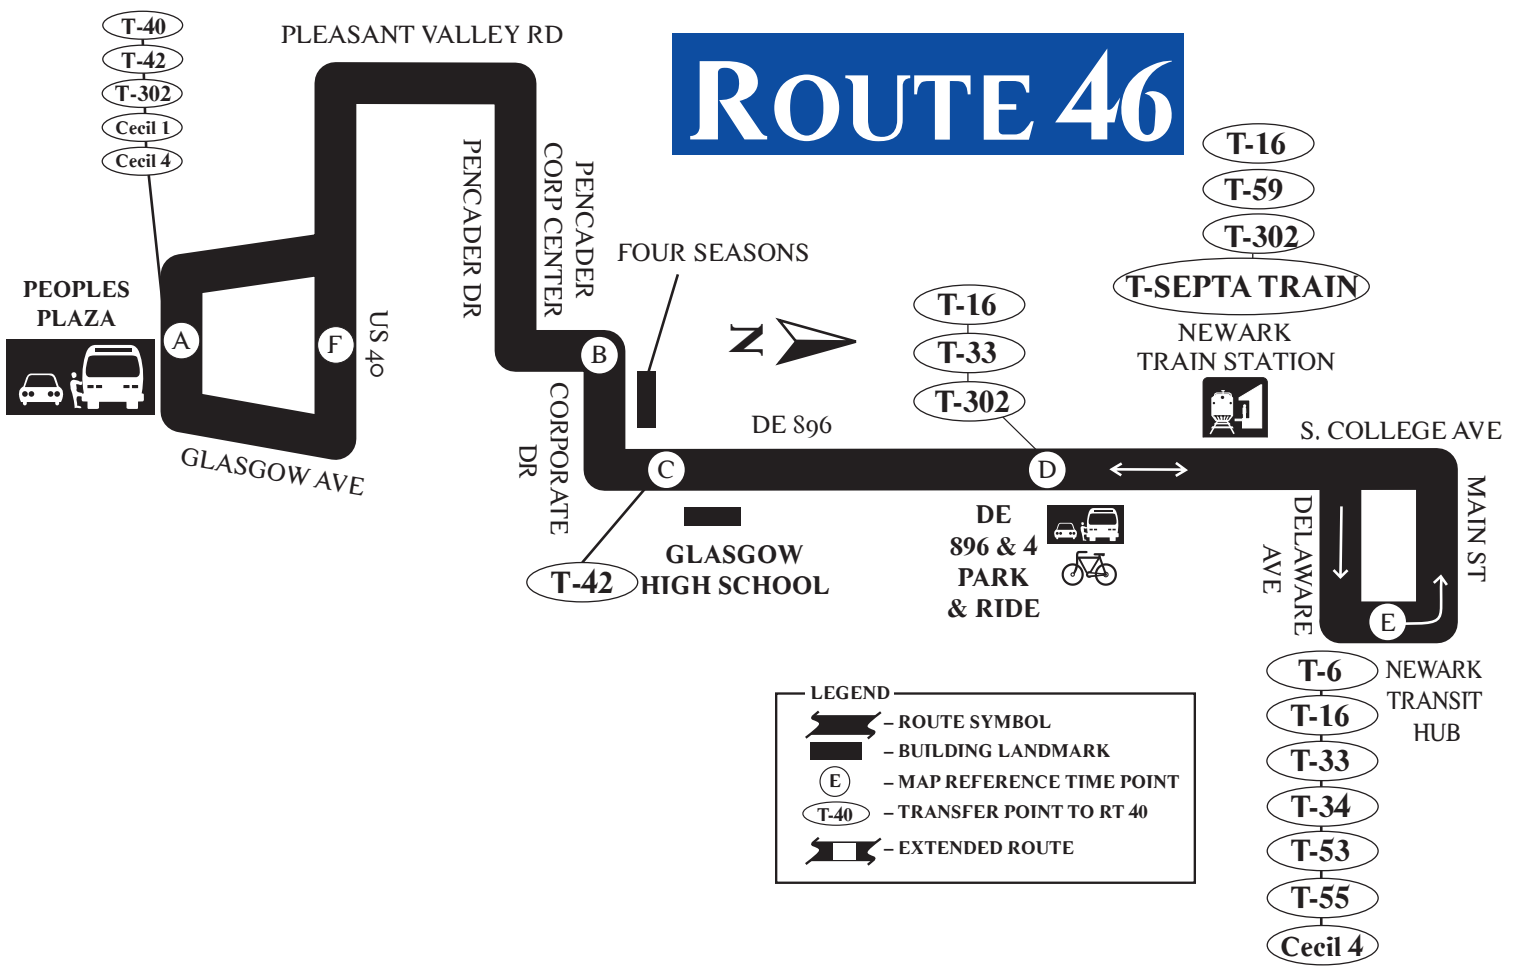 ROUTE 46
T-40
T-42
T-302
Cecil 1
Cecil 4
PLEASANT VALLEY RD
PEOPLES
PLAZA
A
F
US 40
GLASGOW AVE
PENCADER DR
PENCADER
CORP CENTER
B
CORPORATE
DR
FOUR SEASONS
N
DE 896
C
T-42
GLASGOW
HIGH SCHOOL
T-16
T-33
T-302
D
DE
896 & 4
PARK
& RIDE
T-16
T-59
T-302
T-SEPTA TRAIN
NEWARK
TRAIN STATION
S. COLLEGE AVE
MAIN ST
DELAWARE
AVE
E
NEWARK
TRANSIT
HUB
T-6
T-16
T-33
T-34
T-53
T-55
Cecil 4
LEGEND
– ROUTE SYMBOL
– BUILDING LANDMARK
E – MAP REFERENCE TIME POINT
T-40 – TRANSFER POINT TO RT 40
– EXTENDED ROUTE